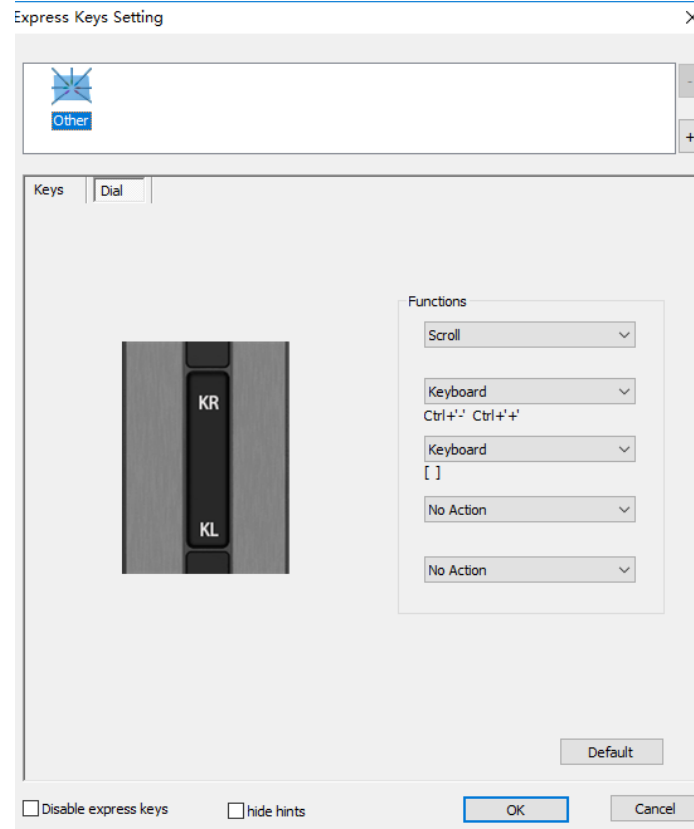 Express Keys Setting
Other
-
+
Keys Dial
Functions
Scroll
KR
Keyboard
Ctrl+'-' Ctrl+'+'
Keyboard
[ ]
No Action
KL
No Action
Default
Disable express keys hide hints OK Cancel